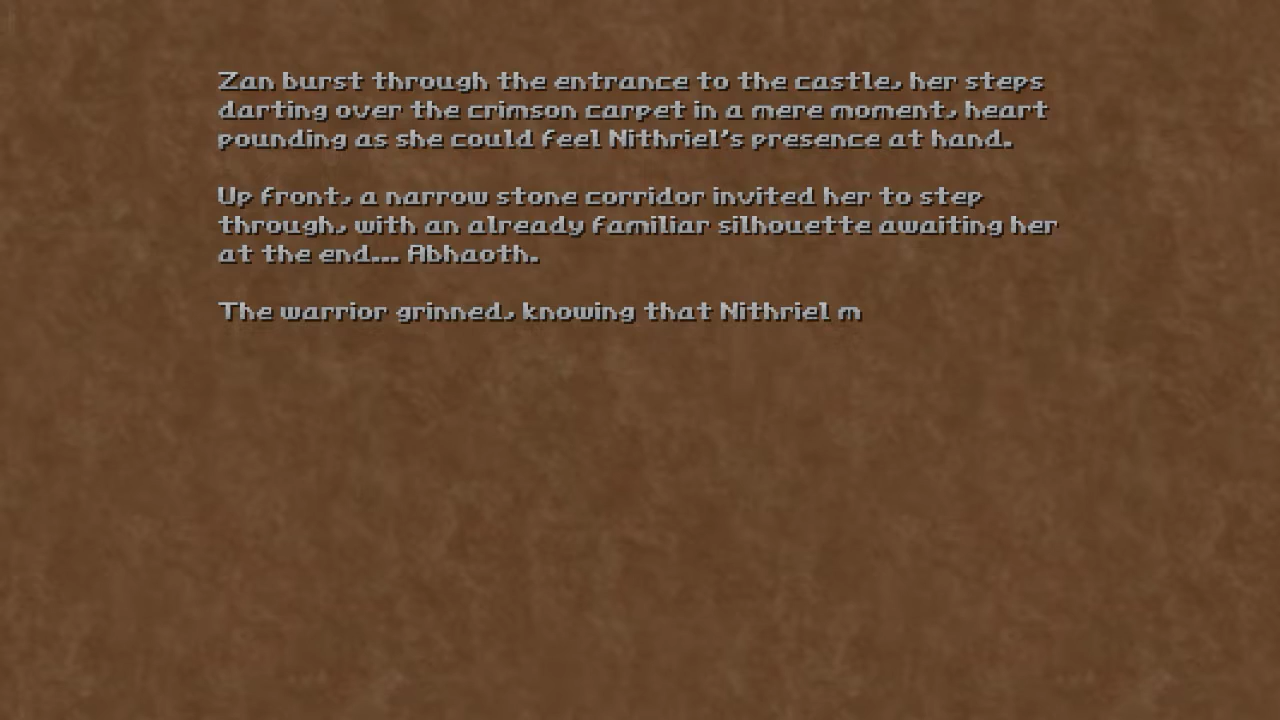 Zan burst through the entrance to the castle, her steps
darting over the crimson carpet in a mere moment, heart
pounding as she could feel Nithriel's presence at hand.
Up front, a narrow stone corridor invited her to step
through, with an already familiar silhouette awaiting her
at the end... Abhaoth.
The warrior grinned, knowing that Nithriel m